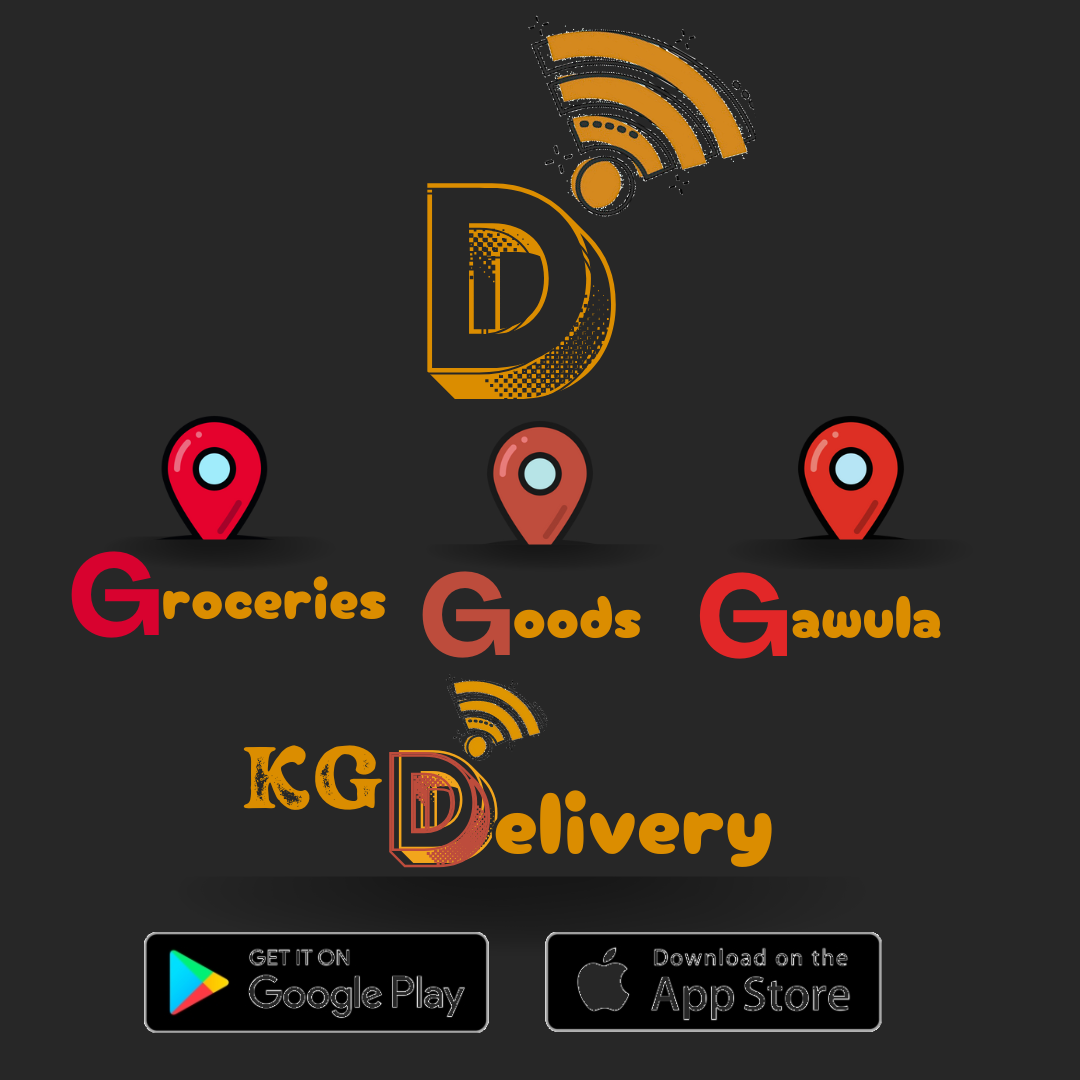 D
Groceries Goods Gawula
KG Delivery
GET IT ON
Google Play
Download on the
App Store